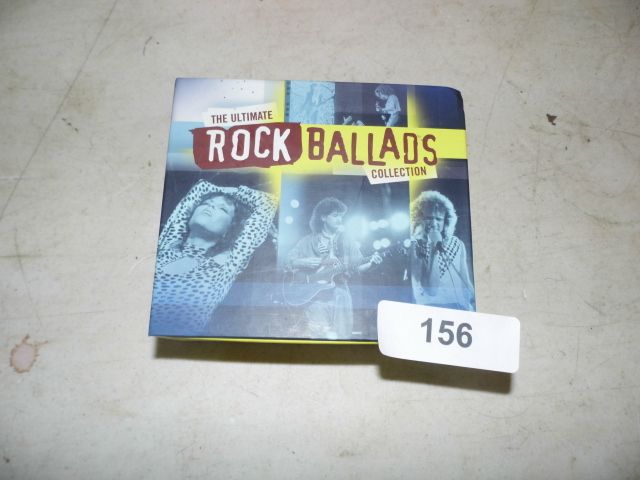 THE ULTIMATE
ROCK BALLADS
COLLECTION
156